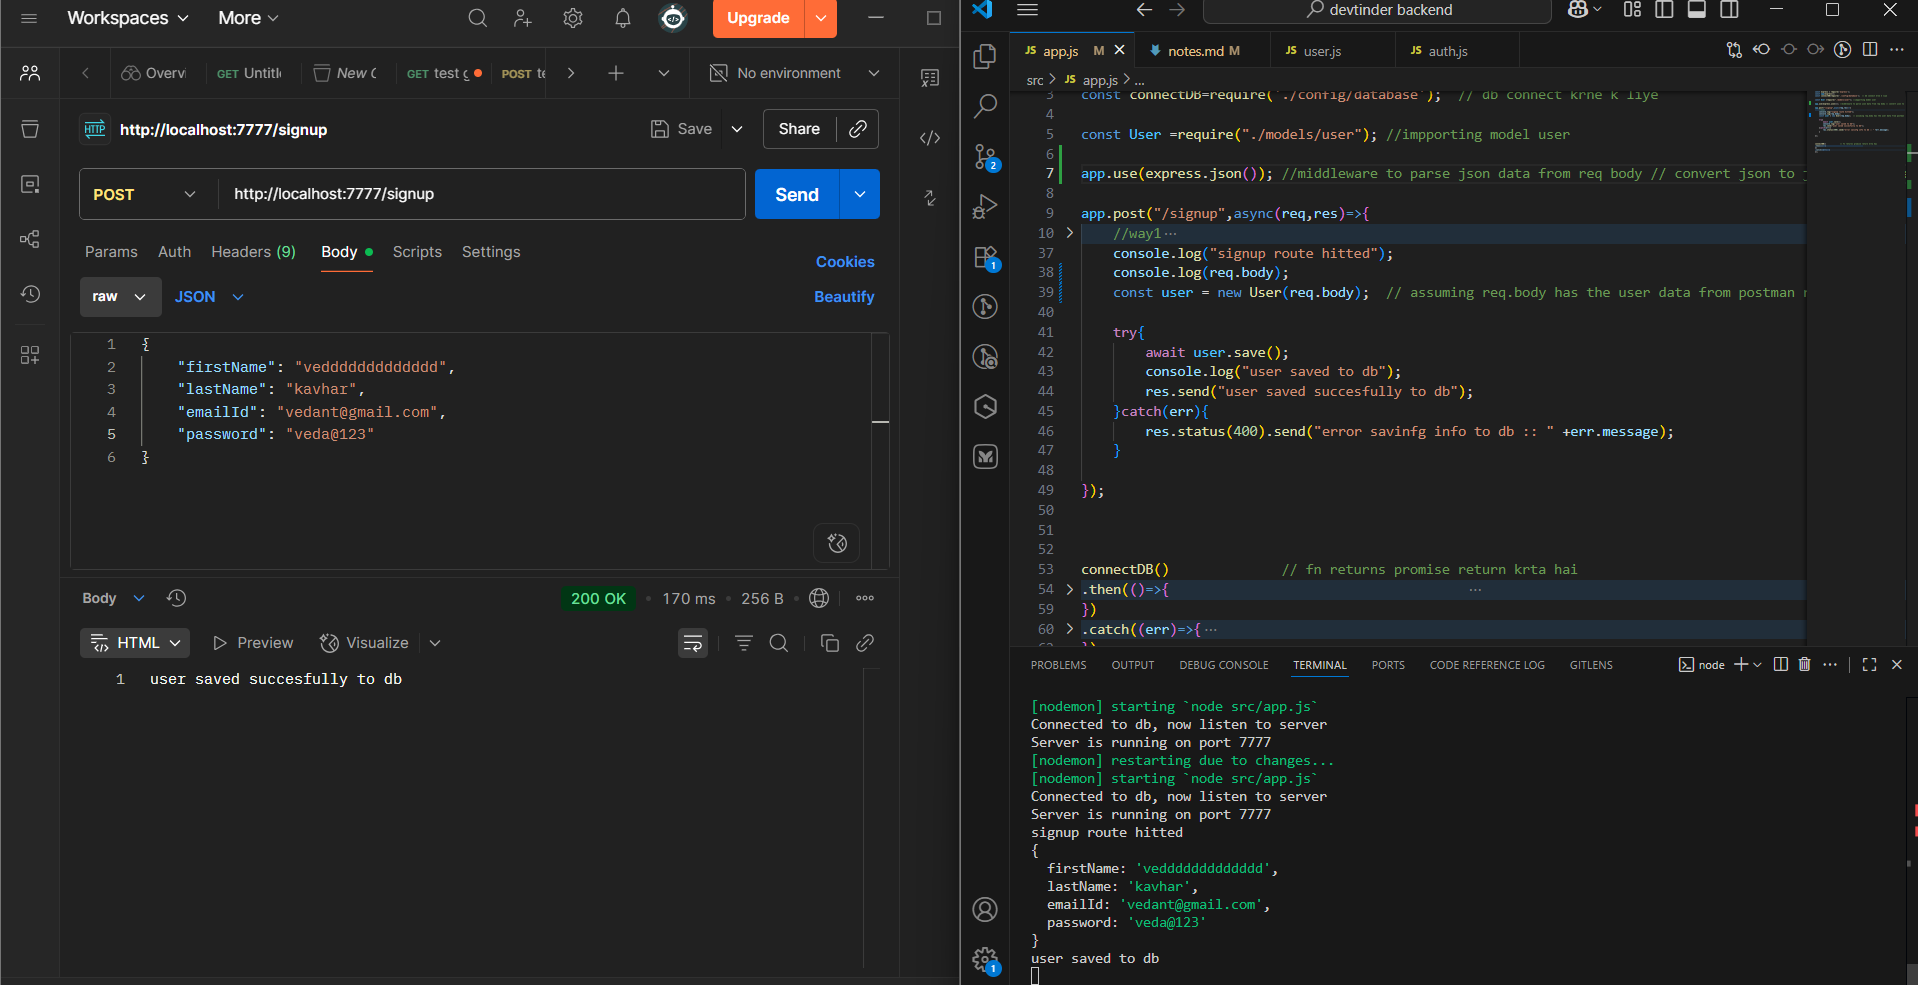 Workspaces
More
Upgrade
Overvi
GET Untitl
New C
GET test g
POST te
No environment
HTTP http://localhost:7777/signup
Save
Share
POST
http://localhost:7777/signup
Send
Params
Auth
Headers (9)
Body
Scripts
Settings
Cookies
raw
JSON
Beautify
1 {
2 "firstName": "veddddddddddddd",
3 "lastName": "kavhar",
4 "emailId": "vedant@gmail.com",
5 "password": "veda@123"
6 }
Body
200 OK
170 ms
256 B
HTML
Preview
Visualize
1 user saved succesfully to db
devtinder backend
JS app.js M
notes.md M
JS user.js
JS auth.js
src > JS app.js > ...
3 const connectDB=require('./config/database'); // db connect krne k liye
4
5 const User =require("./models/user"); //impporting model user
6
7 app.use(express.json()); //middleware to parse json data from req body // convert json to
8
9 app.post("/signup",async(req,res)=>{
10 //way1 ...
37 console.log("signup route hitted");
38 console.log(req.body);
39 const user = new User(req.body); // assuming req.body has the user data from postman
40
41 try{
42 await user.save();
43 console.log("user saved to db");
44 res.send("user saved succesfully to db");
45 }catch(err){
46 res.status(400).send("error savinfg info to db :: " +err.message);
47 }
48
49 });
50
51
52
53 connectDB() // fn returns promise return krta hai
54 .then(()=>{ ...
59 })
60 .catch((err)=>{ ...
2
1
1
PROBLEMS
OUTPUT
DEBUG CONSOLE
TERMINAL
PORTS
CODE REFERENCE LOG
GITLENS
node
[nodemon] starting `node src/app.js`
Connected to db, now listen to server
Server is running on port 7777
[nodemon] restarting due to changes...
[nodemon] starting `node src/app.js`
Connected to db, now listen to server
Server is running on port 7777
signup route hitted
{
firstName: 'veddddddddddddd',
lastName: 'kavhar',
emailId: 'vedant@gmail.com',
password: 'veda@123'
}
user saved to db